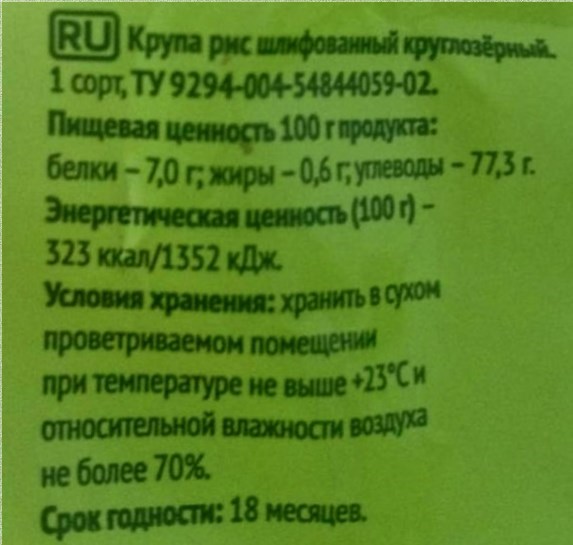 RU Крупа рис шлифованный круглозёрный.
1 сорт, ТУ 9294-004-54844059-02.
Пищевая ценность 100 г продукта:
белки – 7,0 г; жиры – 0,6 г; углеводы – 77,3 г.
Энергетическая ценность (100 г) –
323 ккал/1352 кДж.
Условия хранения: хранить в сухом
проветриваемом помещении
при температуре не выше +23°С и
относительной влажности воздуха
не более 70%.
Срок годности: 18 месяцев.